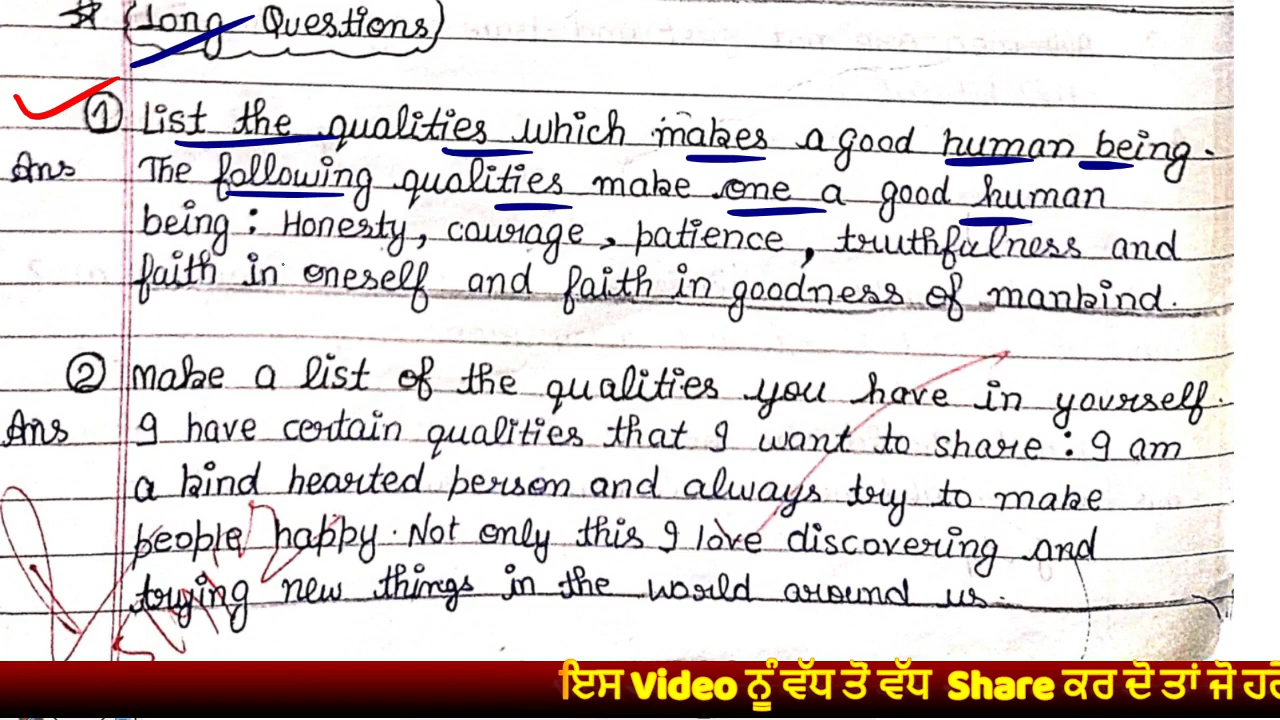 ☆ (Long Questions)
① List the qualities which makes a good human being.
Ans The following qualities make one a good human
being : Honesty, courage, patience, truthfulness and
faith in oneself and faith in goodness of mankind.
② make a list of the qualities you have in yourself.
Ans I have certain qualities that I want to share : I am
a kind hearted person and always try to make
people happy. Not only this I love discovering and
trying new things in the world around us.
ਇਸ Video ਨੂੰ ਵੱਧ ਤੋਂ ਵੱਧ Share ਕਰ ਦੋ ਤਾਂ ਜੋ ਹਰੇ